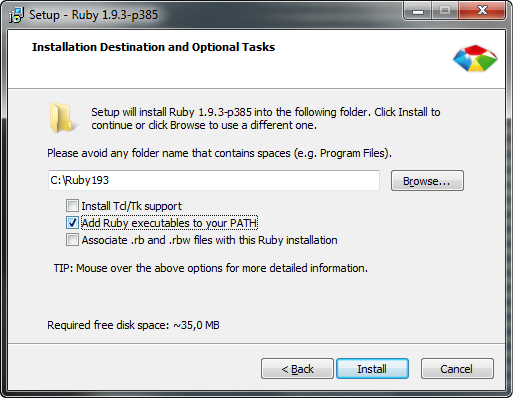 Setup - Ruby 1.9.3-p385
Installation Destination and Optional Tasks
Setup will install Ruby 1.9.3-p385 into the following folder. Click Install to
continue or click Browse to use a different one.
Please avoid any folder name that contains spaces (e.g. Program Files).
C:\Ruby193
Browse...
Install Tcl/Tk support
Add Ruby executables to your PATH
Associate .rb and .rbw files with this Ruby installation
TIP: Mouse over the above options for more detailed information.
Required free disk space: ~35,0 MB
< Back
Install
Cancel